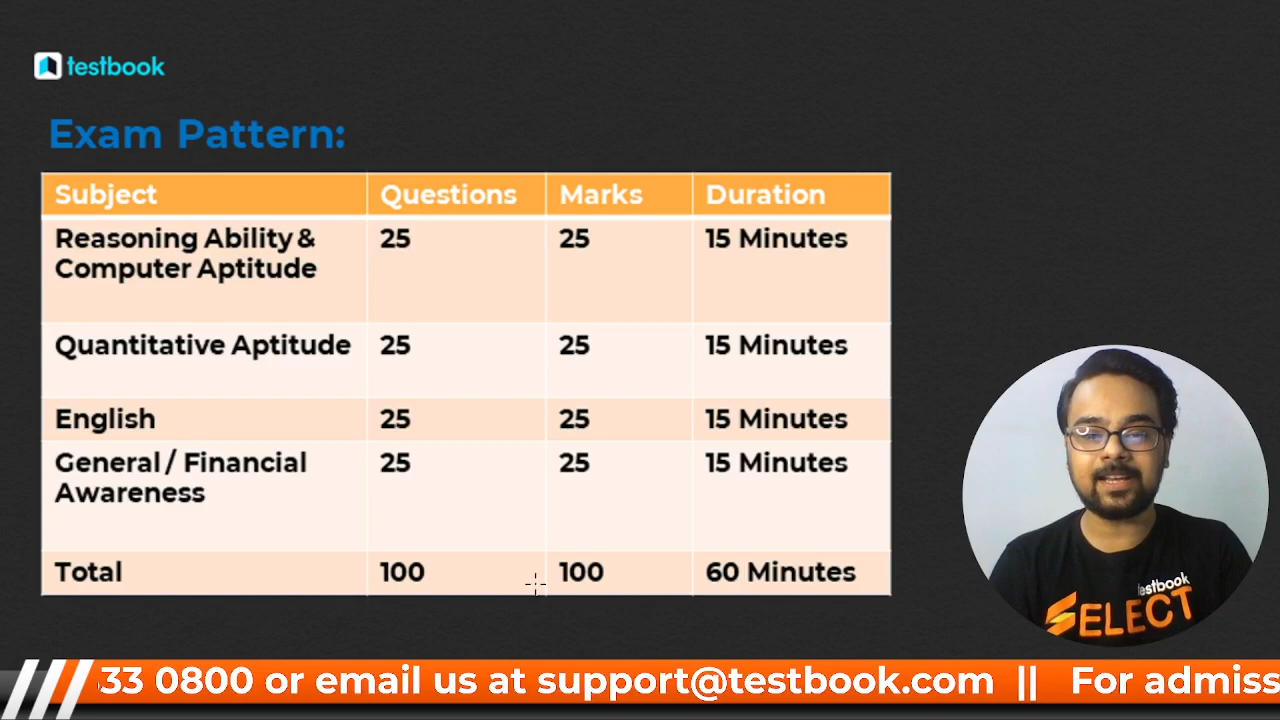 testbook
Exam Pattern:
Subject Questions Marks Duration
Reasoning Ability & 25 25 15 Minutes
Computer Aptitude
Quantitative Aptitude 25 25 15 Minutes
English 25 25 15 Minutes
General / Financial 25 25 15 Minutes
Awareness
Total 100 100 60 Minutes
testbook
SELECT
33 0800 or email us at support@testbook.com || For admiss